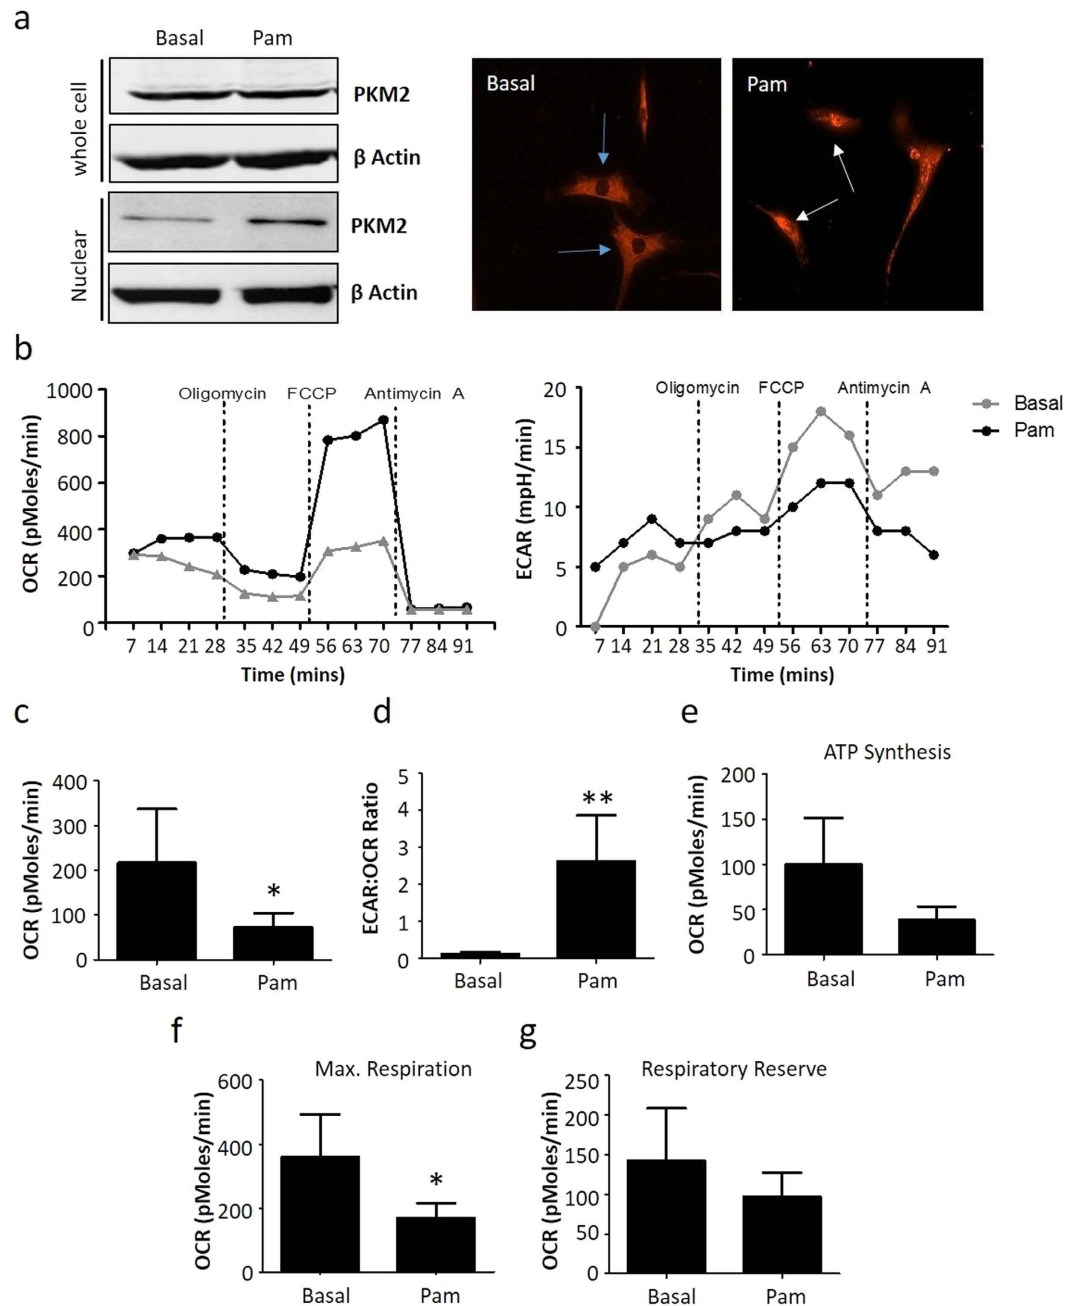 a
Basal Pam
whole cell
PKM2
β Actin
Nuclear
PKM2
β Actin
Basal
Pam
b
OCR (pMoles/min)
1000
800
600
400
200
0
Oligomycin FCCP Antimycin A
7 14 21 28 35 42 49 56 63 70 77 84 91
Time (mins)
ECAR (mpH/min)
20
15
10
5
0
Oligomycin FCCP Antimycin A
7 14 21 28 35 42 49 56 63 70 77 84 91
Time (mins)
Basal
Pam
c
OCR (pMoles/min)
400
300
200
100
0
*
Basal Pam
d
ECAR:OCR Ratio
5
4
3
2
1
0
**
Basal Pam
e
ATP Synthesis
OCR (pMoles/min)
200
150
100
50
0
Basal Pam
f
Max. Respiration
OCR (pMoles/min)
600
400
200
0
*
Basal Pam
g
Respiratory Reserve
OCR (pMoles/min)
250
200
150
100
50
0
Basal Pam